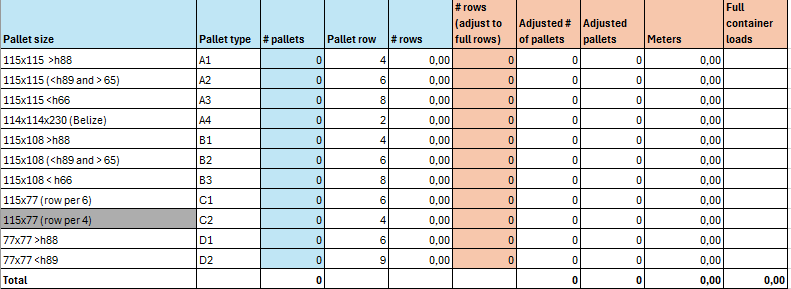 Pallet size Pallet type # pallets Pallet row # rows # rows (adjust to full rows) Adjusted # of pallets Adjusted pallets Meters Full container loads
115x115 >h88 A1 0 4 0,00 0 0 0 0,00
115x115 (<h89 and > 65) A2 0 6 0,00 0 0 0 0,00
115x115 <h66 A3 0 8 0,00 0 0 0 0,00
114x114x230 (Belize) A4 0 2 0,00 0 0 0 0,00
115x108 >h88 B1 0 4 0,00 0 0 0 0,00
115x108 (<h89 and > 65) B2 0 6 0,00 0 0 0 0,00
115x108 < h66 B3 0 8 0,00 0 0 0 0,00
115x77 (row per 6) C1 0 6 0,00 0 0 0 0,00
115x77 (row per 4) C2 0 4 0,00 0 0 0 0,00
77x77 >h88 D1 0 6 0,00 0 0 0 0,00
77x77 <h89 D2 0 9 0,00 0 0 0 0,00
Total 0 0 0 0,00 0,00